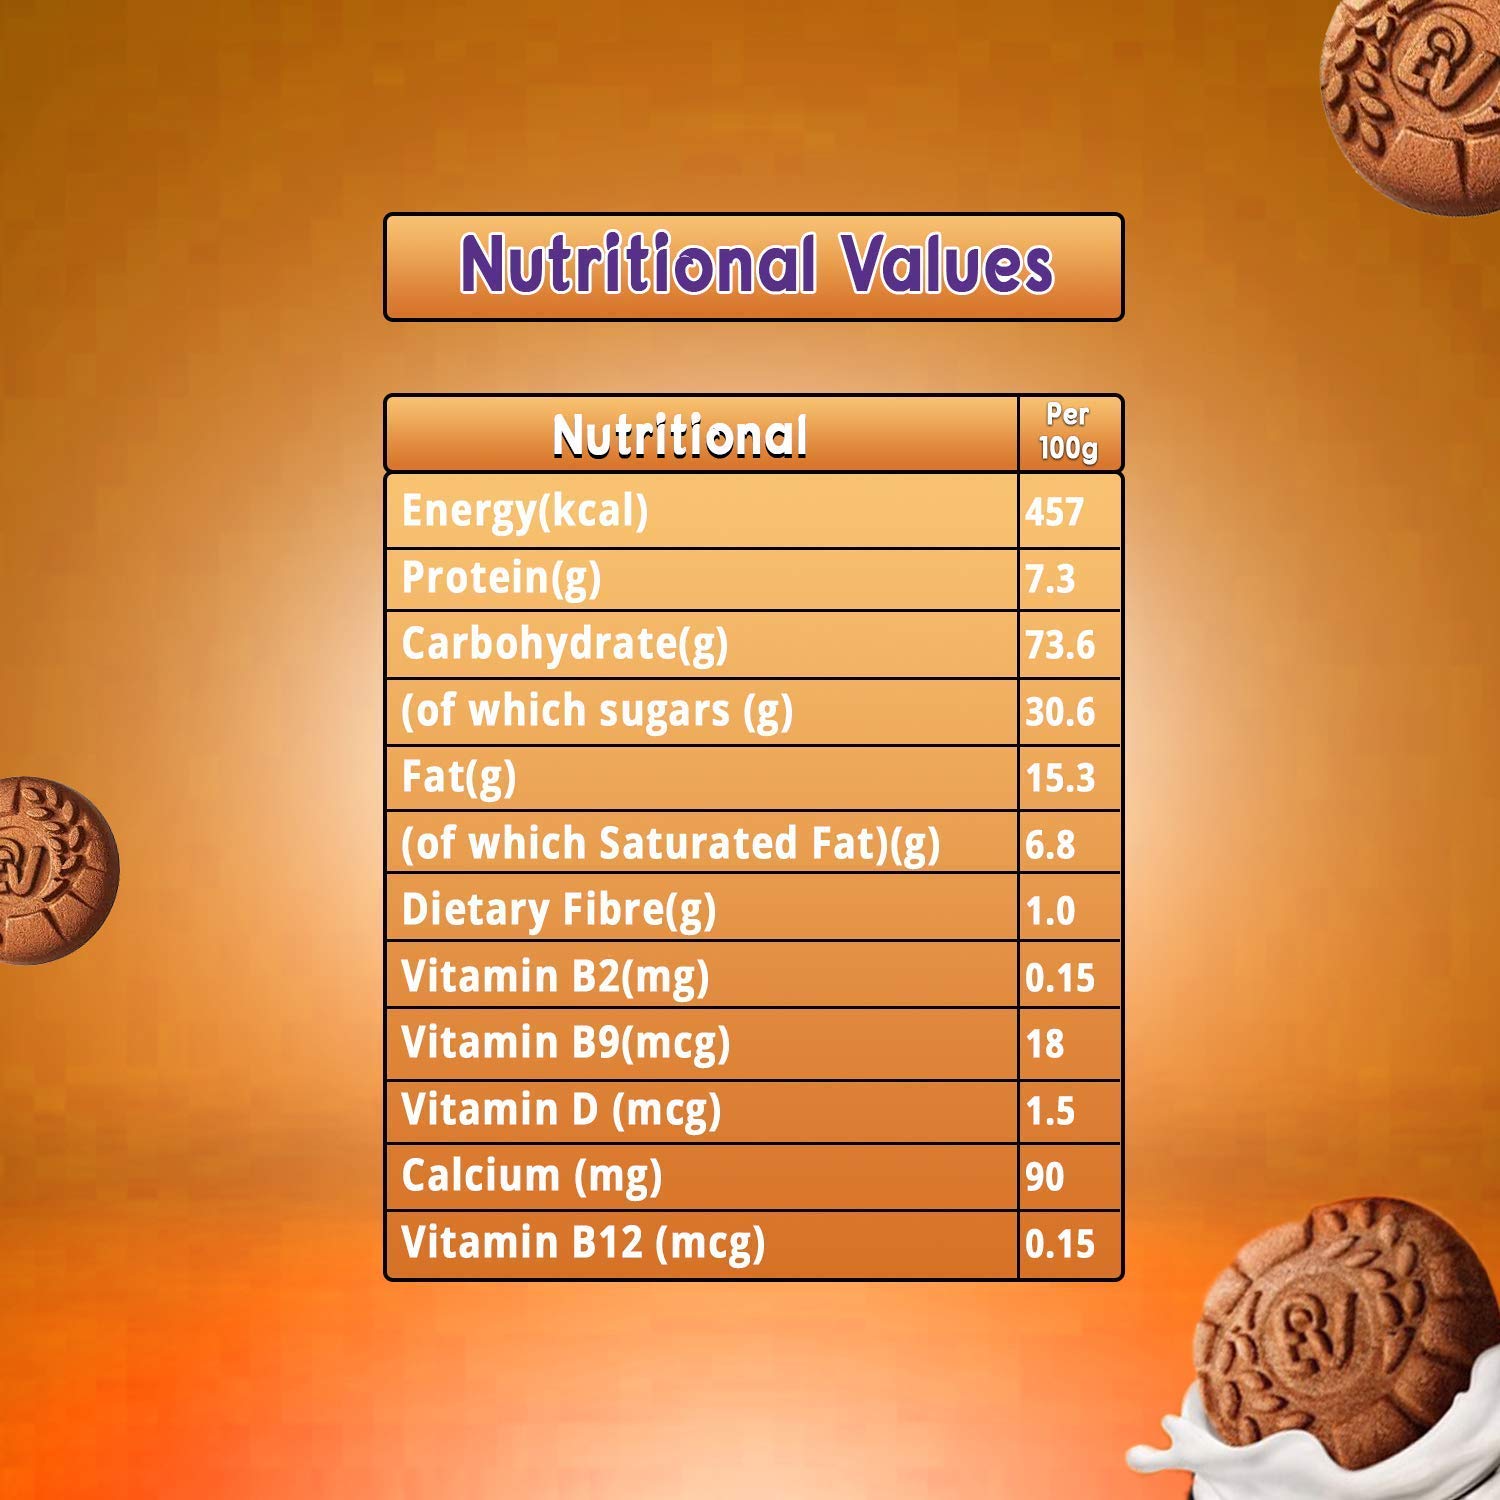 Nutritional Values
Nutritional
Per
100g
Energy(kcal) 457
Protein(g) 7.3
Carbohydrate(g) 73.6
(of which sugars (g) 30.6
Fat(g) 15.3
(of which Saturated Fat)(g) 6.8
Dietary Fibre(g) 1.0
Vitamin B2(mg) 0.15
Vitamin B9(mcg) 18
Vitamin D (mcg) 1.5
Calcium (mg) 90
Vitamin B12 (mcg) 0.15